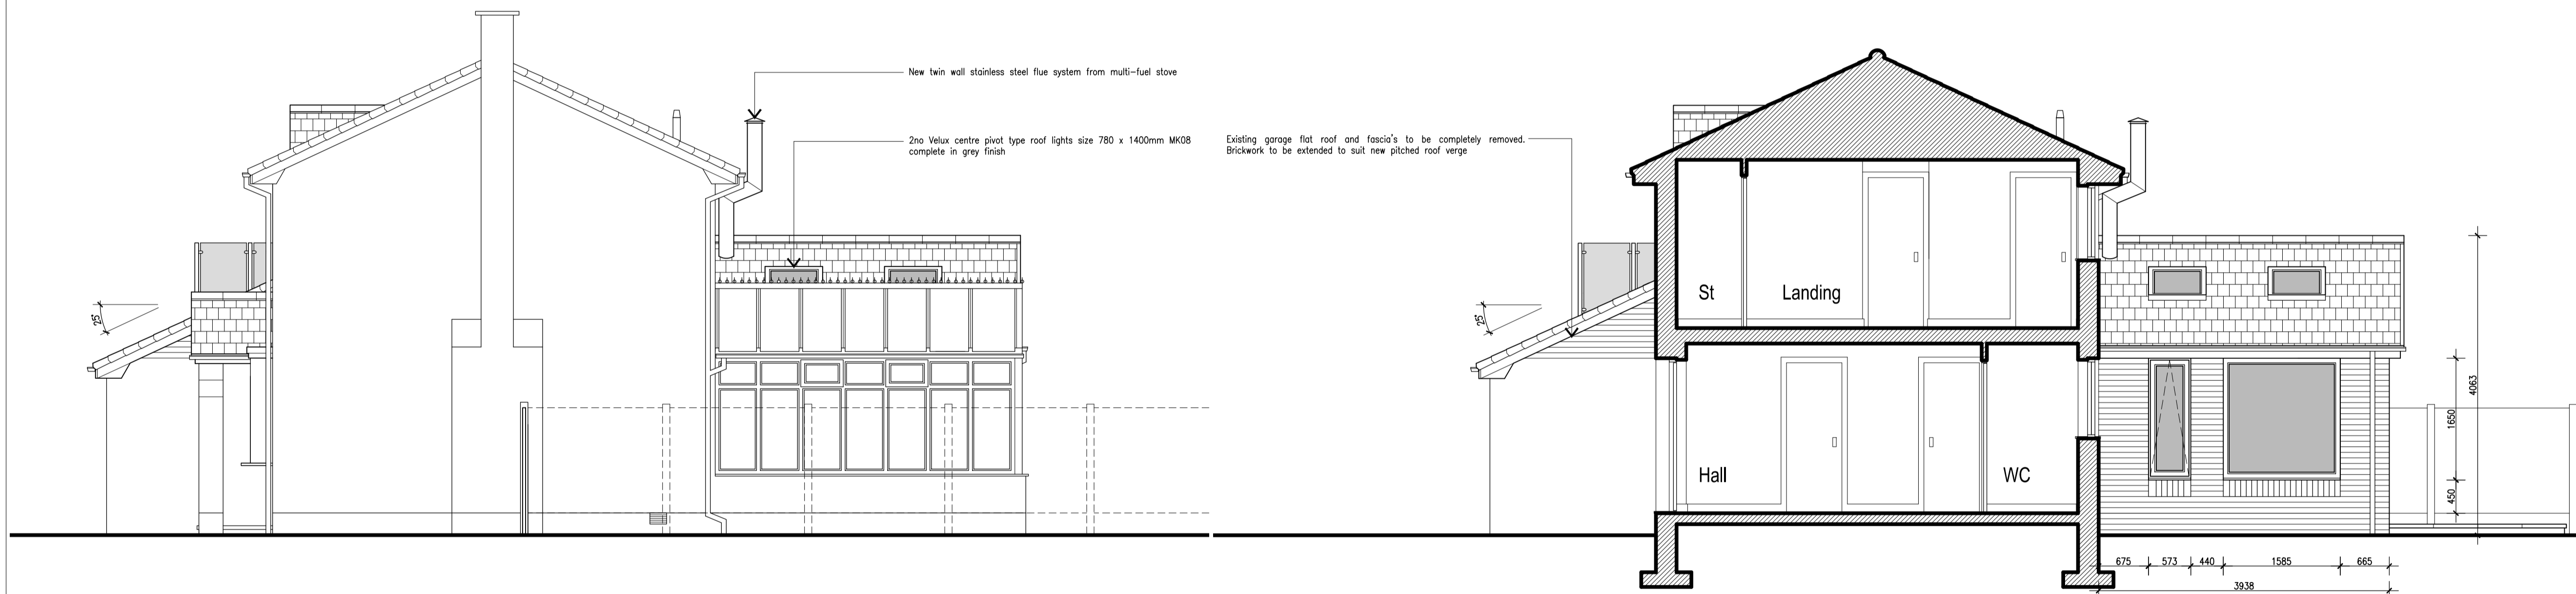 New twin wall stainless steel flue system from multi-fuel stove
2no Velux centre pivot type roof lights size 780 x 1400mm MK08
complete in grey finish
25°
Existing garage flat roof and fascia's to be completely removed.
Brickwork to be extended to suit new pitched roof verge
25°
St
Landing
Hall
WC
4063
1650
450
675
573
440
1585
665
3938